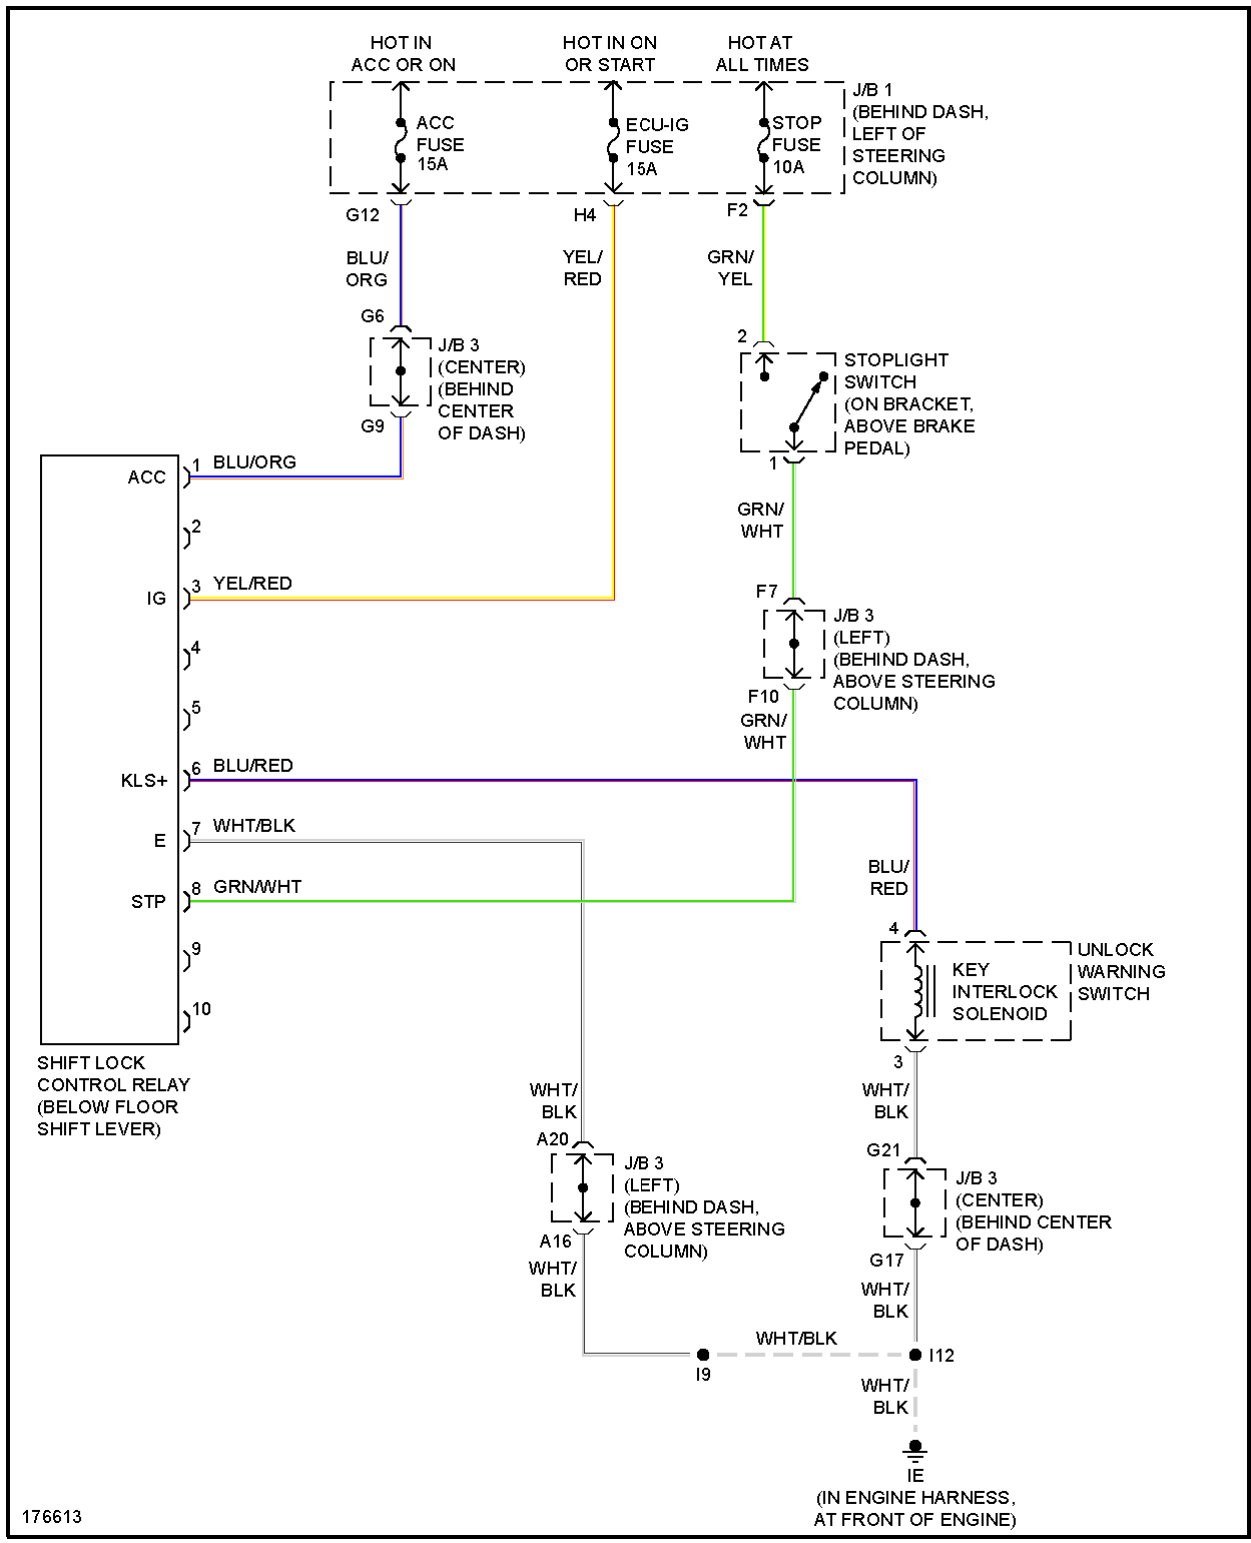 HOT IN
ACC OR ON
HOT IN ON
OR START
HOT AT
ALL TIMES
J/B 1
(BEHIND DASH,
LEFT OF
STEERING
COLUMN)
ACC
FUSE
15A
ECU-IG
FUSE
15A
STOP
FUSE
10A
G12
H4
F2
BLU/
ORG
YEL/
RED
GRN/
YEL
G6
J/B 3
(CENTER)
(BEHIND
CENTER
OF DASH)
G9
2
STOPLIGHT
SWITCH
(ON BRACKET,
ABOVE BRAKE
PEDAL)
1
GRN/
WHT
F7
J/B 3
(LEFT)
(BEHIND DASH,
ABOVE STEERING
COLUMN)
F10
GRN/
WHT
ACC
1
BLU/ORG
2
IG
3
YEL/RED
4
5
KLS+
6
BLU/RED
E
7
WHT/BLK
STP
8
GRN/WHT
9
10
SHIFT LOCK
CONTROL RELAY
(BELOW FLOOR
SHIFT LEVER)
BLU/
RED
4
KEY
INTERLOCK
SOLENOID
UNLOCK
WARNING
SWITCH
3
WHT/
BLK
WHT/
BLK
A20
J/B 3
(LEFT)
(BEHIND DASH,
ABOVE STEERING
COLUMN)
A16
WHT/
BLK
G21
J/B 3
(CENTER)
(BEHIND CENTER
OF DASH)
G17
WHT/
BLK
I9
WHT/BLK
I12
WHT/
BLK
IE
(IN ENGINE HARNESS,
AT FRONT OF ENGINE)
176613